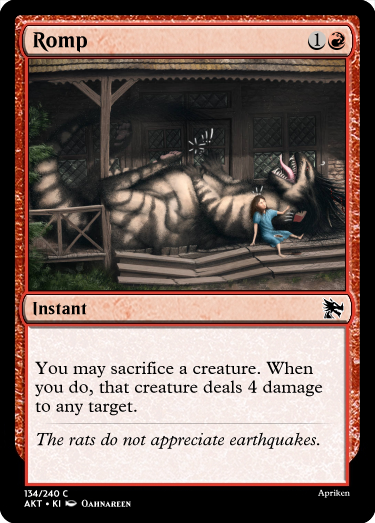 Romp 1
Instant
You may sacrifice a creature. When
you do, that creature deals 4 damage
to any target.
The rats do not appreciate earthquakes.
134/240 C
Apriken
AKT • KI Oahnareen